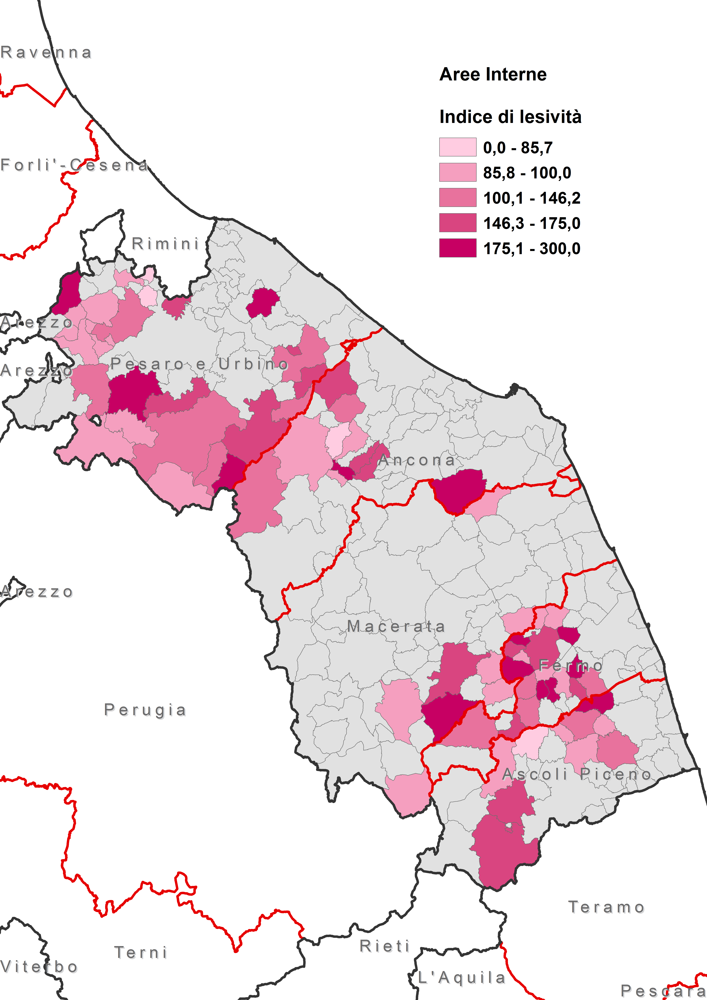 Ravenna
Aree Interne
Indice di lesività
0,0 - 85,7
85,8 - 100,0
100,1 - 146,2
146,3 - 175,0
175,1 - 300,0
Forli'-Cesena
Rimini
Arezzo
Pesaro e Urbino
Arezzo
Ancona
Arezzo
Macerata
Fermo
Perugia
Ascoli Piceno
Teramo
Rieti
Terni
Viterbo
L'Aquila
Pescara